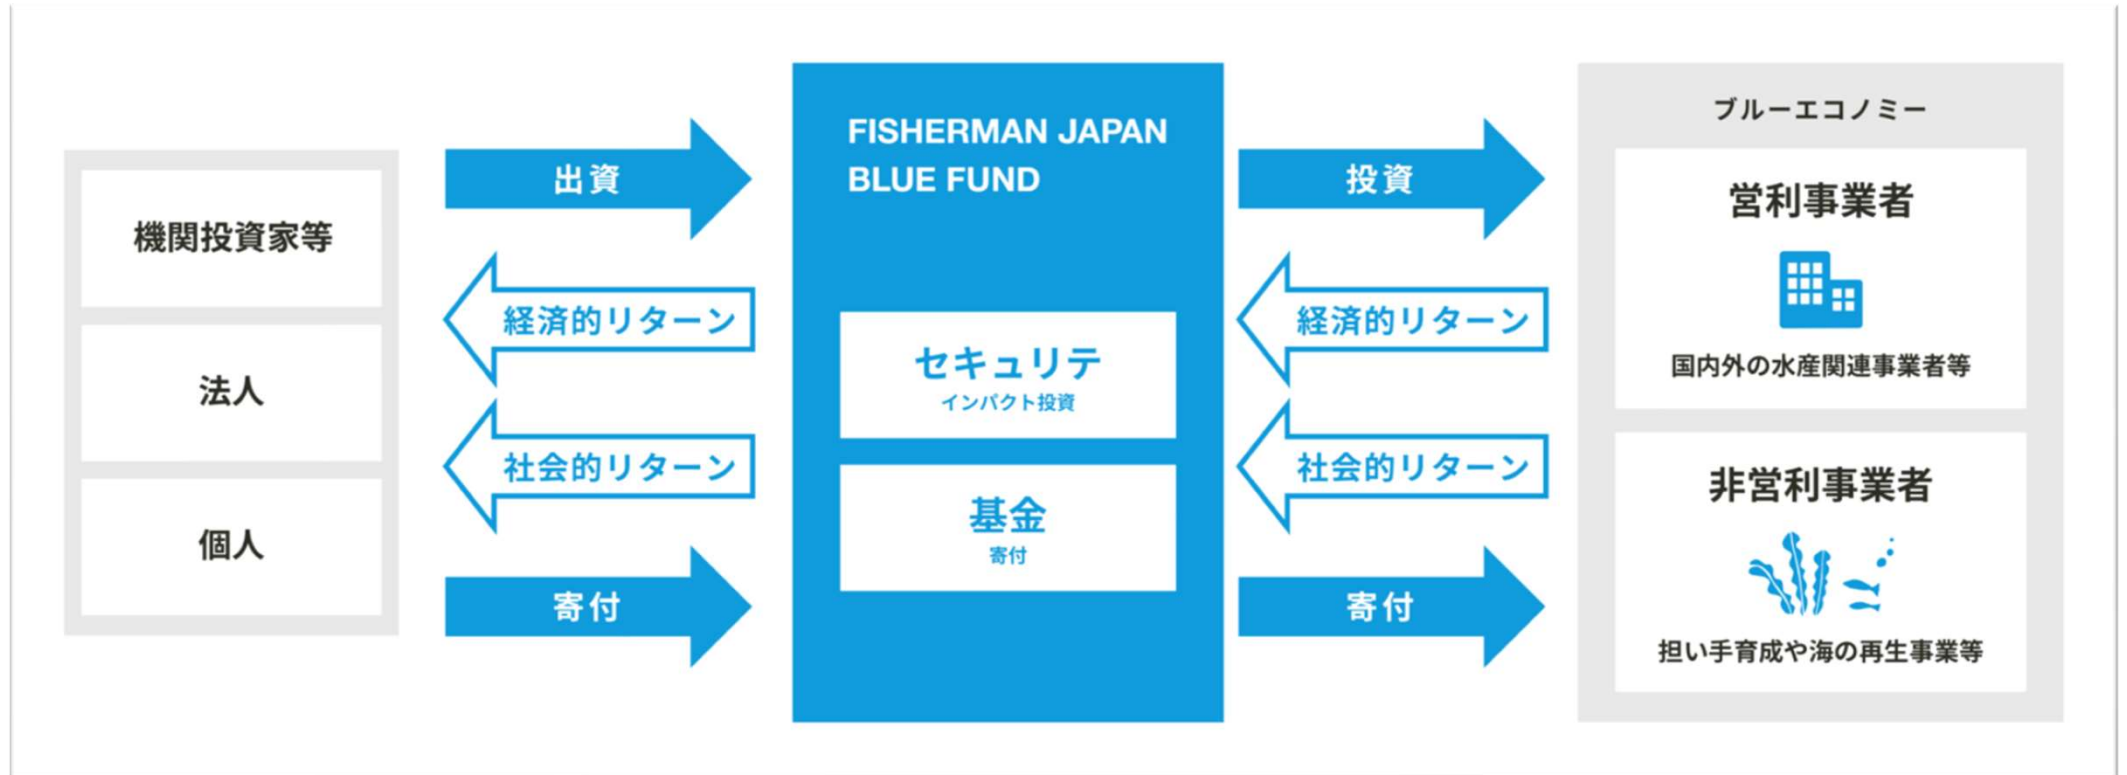 機関投資家等
法人
個人
出資
経済的リターン
社会的リターン
寄付
FISHERMAN JAPAN
BLUE FUND
セキュリテ
インパクト投資
基金
寄付
投資
経済的リターン
社会的リターン
寄付
ブルーエコノミー
営利事業者
国内外の水産関連事業者等
非営利事業者
担い手育成や海の再生事業等